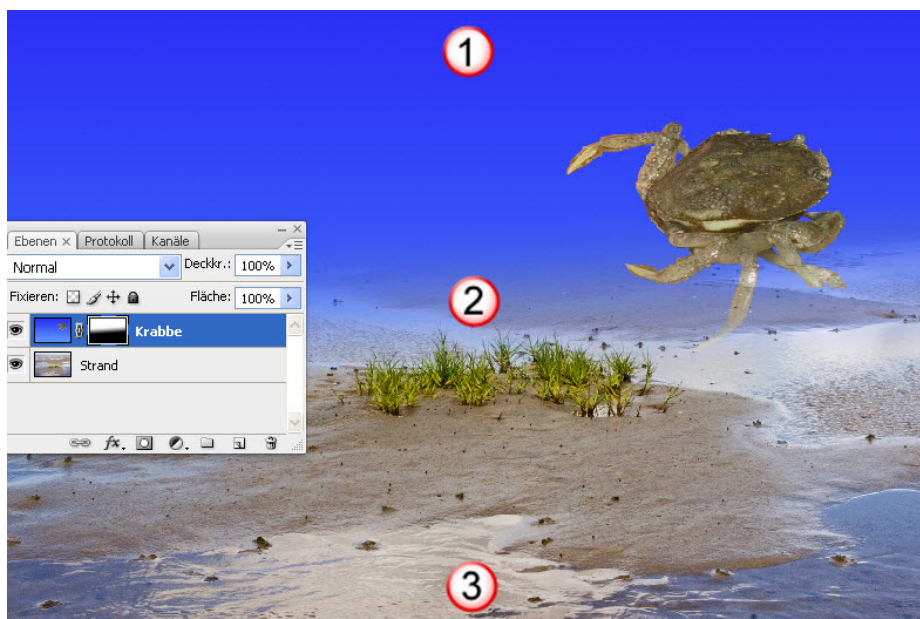 1
Ebenen × Protokoll Kanäle
Normal Deckkr.: 100%
Fixieren: Fläche: 100%
2
Krabbe
Strand
fx.
3